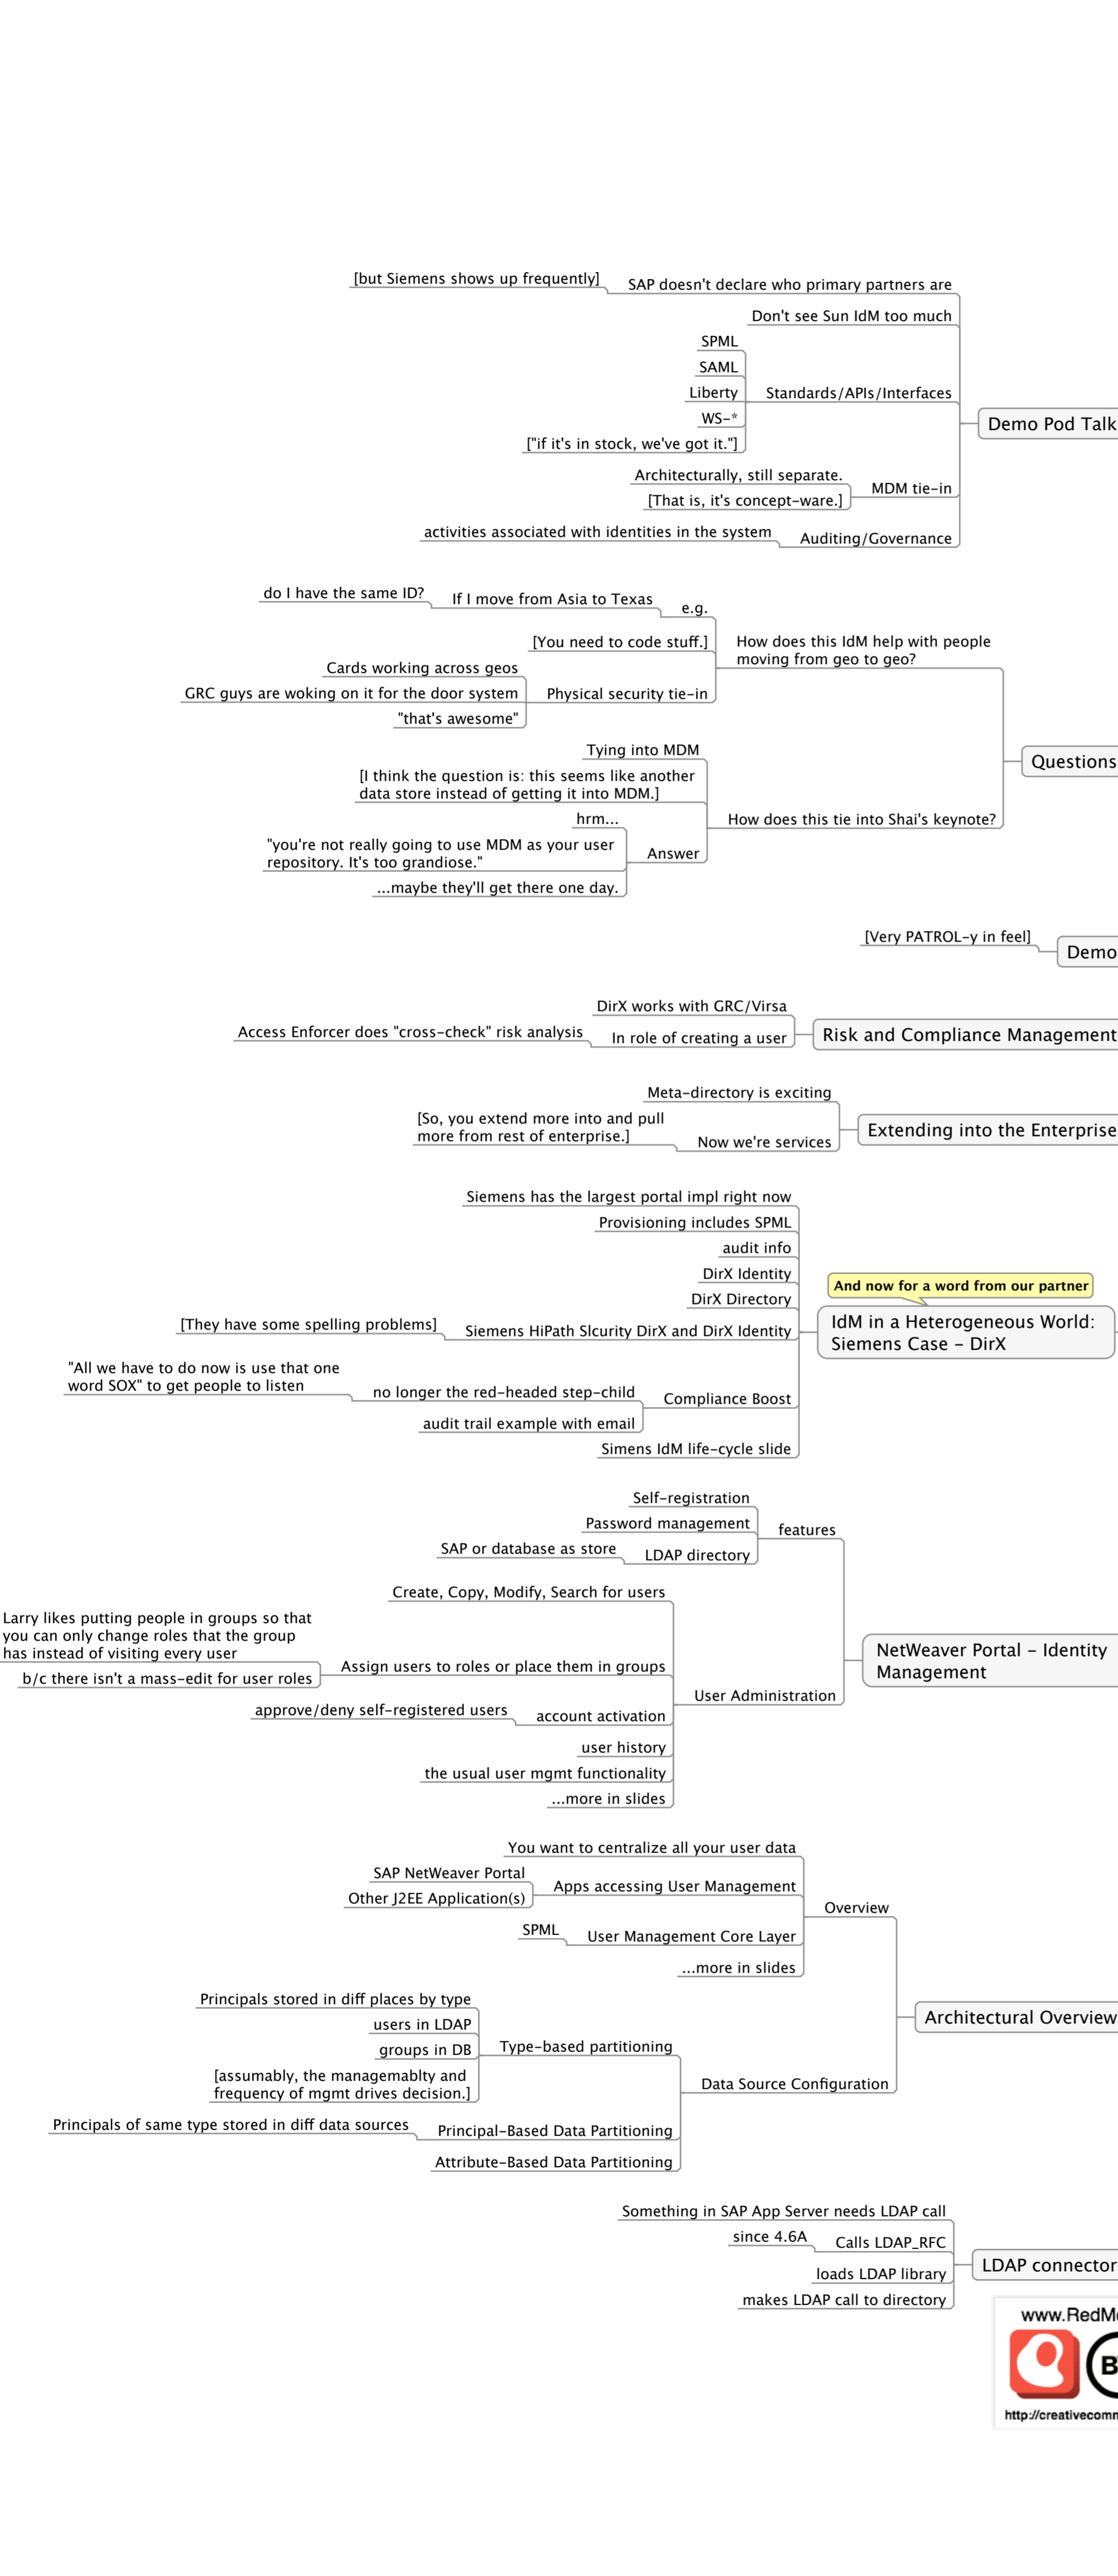 [but Siemens shows up frequently]
SAP doesn't declare who primary partners are
Don't see Sun IdM too much
SPML
SAML
Liberty
WS-*
["if it's in stock, we've got it."]
Standards/APIs/Interfaces
Architecturally, still separate.
[That is, it's concept-ware.]
MDM tie-in
activities associated with identities in the system
Auditing/Governance
Demo Pod Talk
do I have the same ID?
If I move from Asia to Texas
e.g.
[You need to code stuff.]
Cards working across geos
GRC guys are woking on it for the door system
"that's awesome"
Physical security tie-in
How does this IdM help with people
moving from geo to geo?
Tying into MDM
[I think the question is: this seems like another
data store instead of getting it into MDM.]
hrm...
"you're not really going to use MDM as your user
repository. It's too grandiose."
...maybe they'll get there one day.
Answer
How does this tie into Shai's keynote?
Questions
[Very PATROL-y in feel]
Demo
DirX works with GRC/Virsa
Access Enforcer does "cross-check" risk analysis
In role of creating a user
Risk and Compliance Management
Meta-directory is exciting
[So, you extend more into and pull
more from rest of enterprise.]
Now we're services
Extending into the Enterprise
Siemens has the largest portal impl right now
Provisioning includes SPML
audit info
DirX Identity
DirX Directory
[They have some spelling problems]
Siemens HiPath Slcurity DirX and DirX Identity
"All we have to do now is use that one
word SOX" to get people to listen
no longer the red-headed step-child
audit trail example with email
Compliance Boost
Simens IdM life-cycle slide
And now for a word from our partner
IdM in a Heterogeneous World:
Siemens Case - DirX
Self-registration
Password management
SAP or database as store
LDAP directory
features
Create, Copy, Modify, Search for users
Larry likes putting people in groups so that
you can only change roles that the group
has instead of visiting every user
b/c there isn't a mass-edit for user roles
Assign users to roles or place them in groups
approve/deny self-registered users
account activation
user history
the usual user mgmt functionality
...more in slides
User Administration
NetWeaver Portal - Identity
Management
You want to centralize all your user data
SAP NetWeaver Portal
Other J2EE Application(s)
Apps accessing User Management
SPML
User Management Core Layer
...more in slides
Overview
Principals stored in diff places by type
users in LDAP
groups in DB
[assumably, the managemablty and
frequency of mgmt drives decision.]
Type-based partitioning
Principals of same type stored in diff data sources
Principal-Based Data Partitioning
Attribute-Based Data Partitioning
Data Source Configuration
Architectural Overview
Something in SAP App Server needs LDAP call
since 4.6A
Calls LDAP_RFC
loads LDAP library
makes LDAP call to directory
LDAP connector
www.RedM
B
http://creativecomm